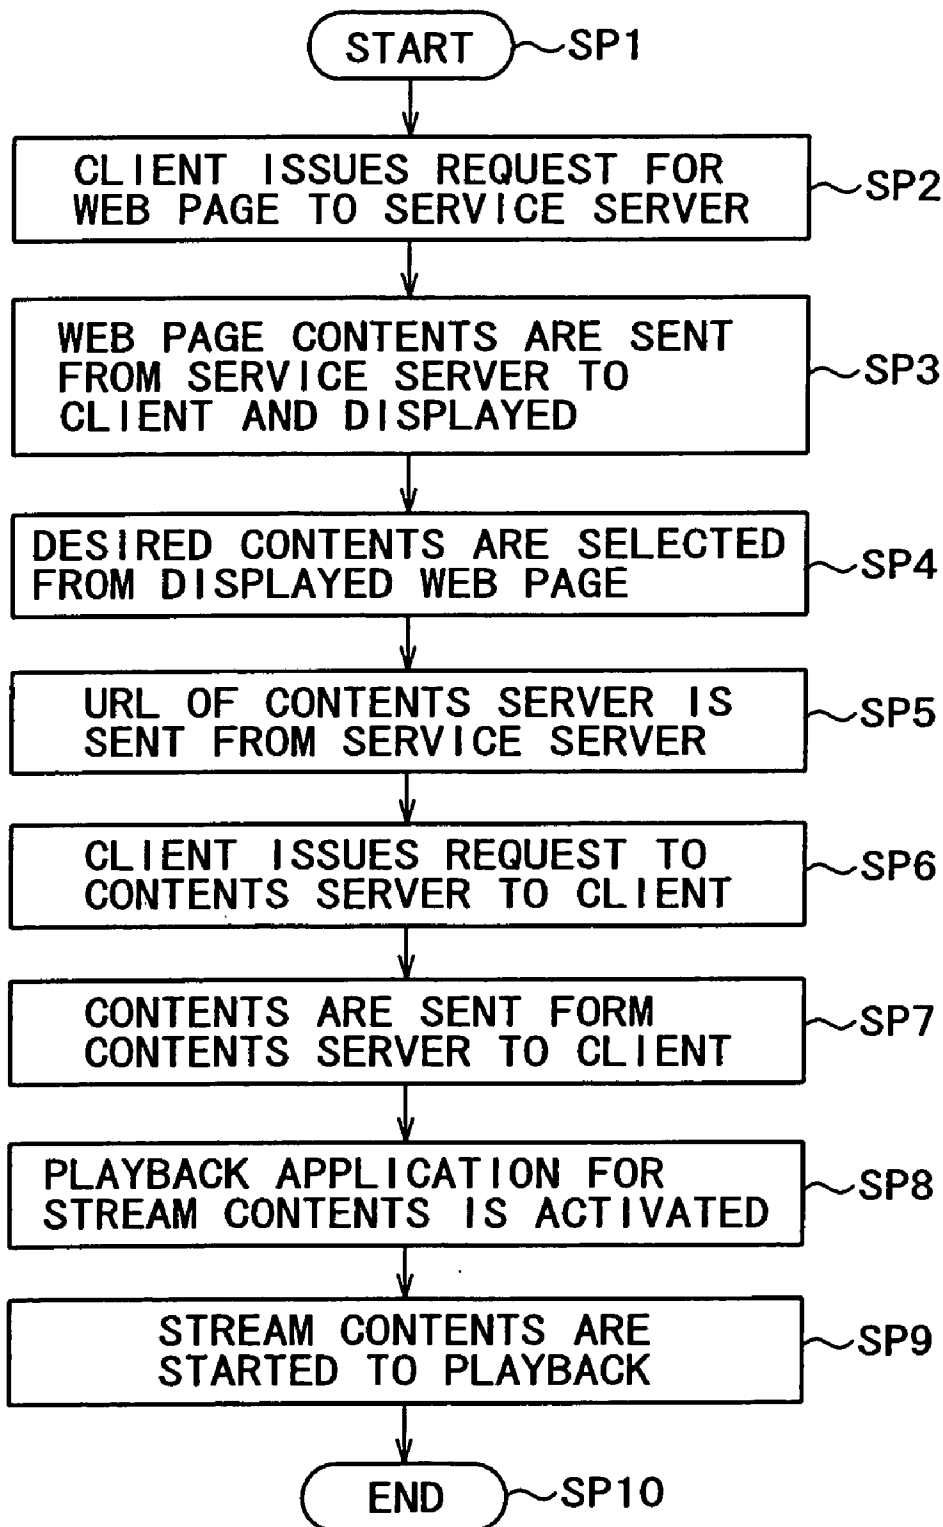 START
SP1
CLIENT ISSUES REQUEST FOR
WEB PAGE TO SERVICE SERVER
SP2
WEB PAGE CONTENTS ARE SENT
FROM SERVICE SERVER TO
CLIENT AND DISPLAYED
SP3
DESIRED CONTENTS ARE SELECTED
FROM DISPLAYED WEB PAGE
SP4
URL OF CONTENTS SERVER IS
SENT FROM SERVICE SERVER
SP5
CLIENT ISSUES REQUEST TO
CONTENTS SERVER TO CLIENT
SP6
CONTENTS ARE SENT FORM
CONTENTS SERVER TO CLIENT
SP7
PLAYBACK APPLICATION FOR
STREAM CONTENTS IS ACTIVATED
SP8
STREAM CONTENTS ARE
STARTED TO PLAYBACK
SP9
END
SP10